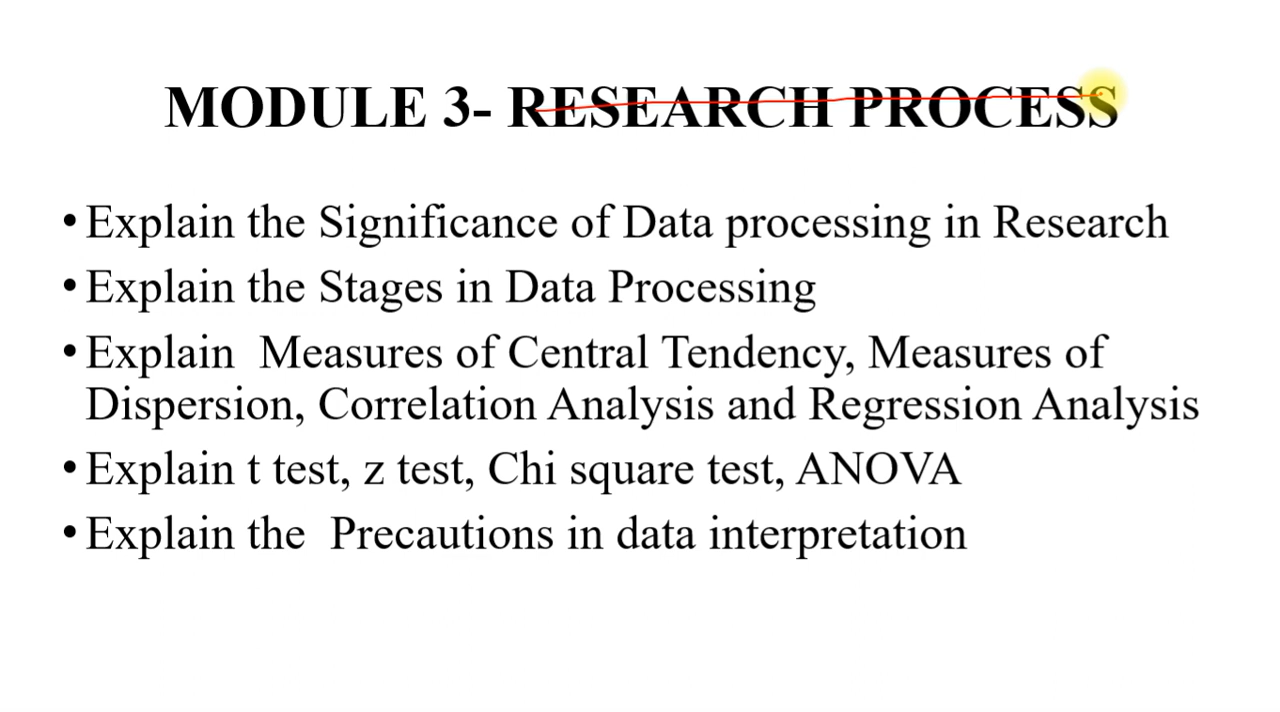 MODULE 3- RESEARCH PROCESS
• Explain the Significance of Data processing in Research
• Explain the Stages in Data Processing
• Explain  Measures of Central Tendency, Measures of
Dispersion, Correlation Analysis and Regression Analysis
• Explain t test, z test, Chi square test, ANOVA
• Explain the  Precautions in data interpretation